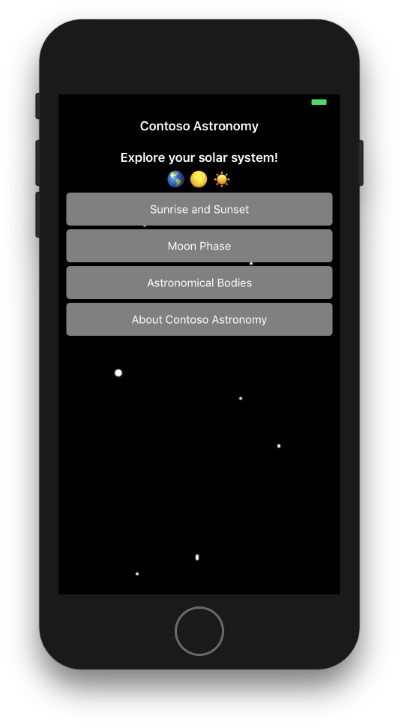 Contoso Astronomy
Explore your solar system!
🌎 🌕 ☀️
Sunrise and Sunset
Moon Phase
Astronomical Bodies
About Contoso Astronomy